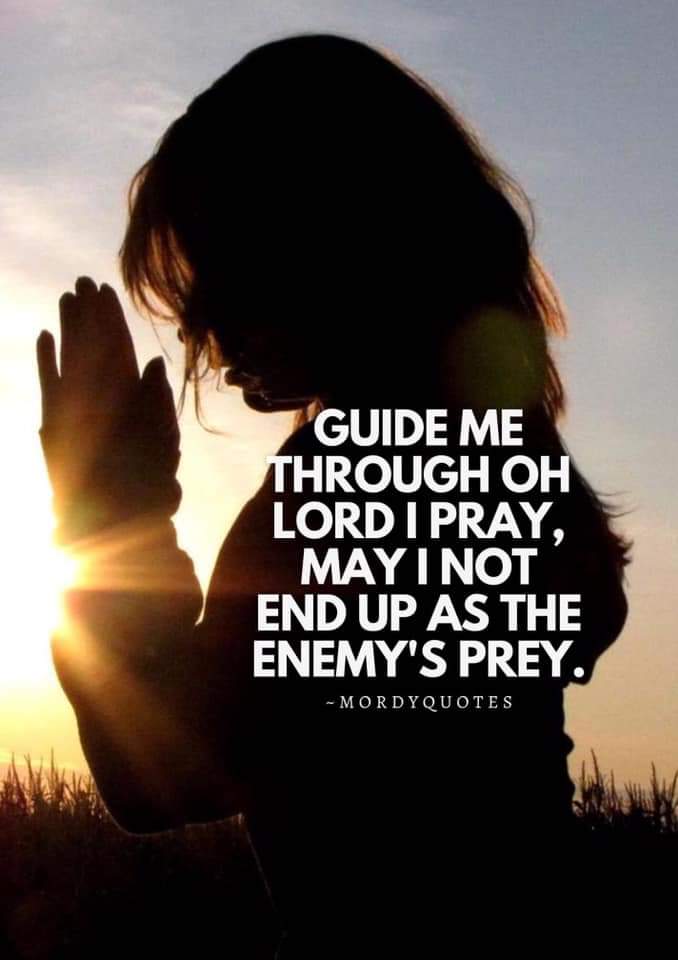 GUIDE ME
THROUGH OH
LORD I PRAY,
MAY I NOT
END UP AS THE
ENEMY'S PREY.
~MORDYQUOTES